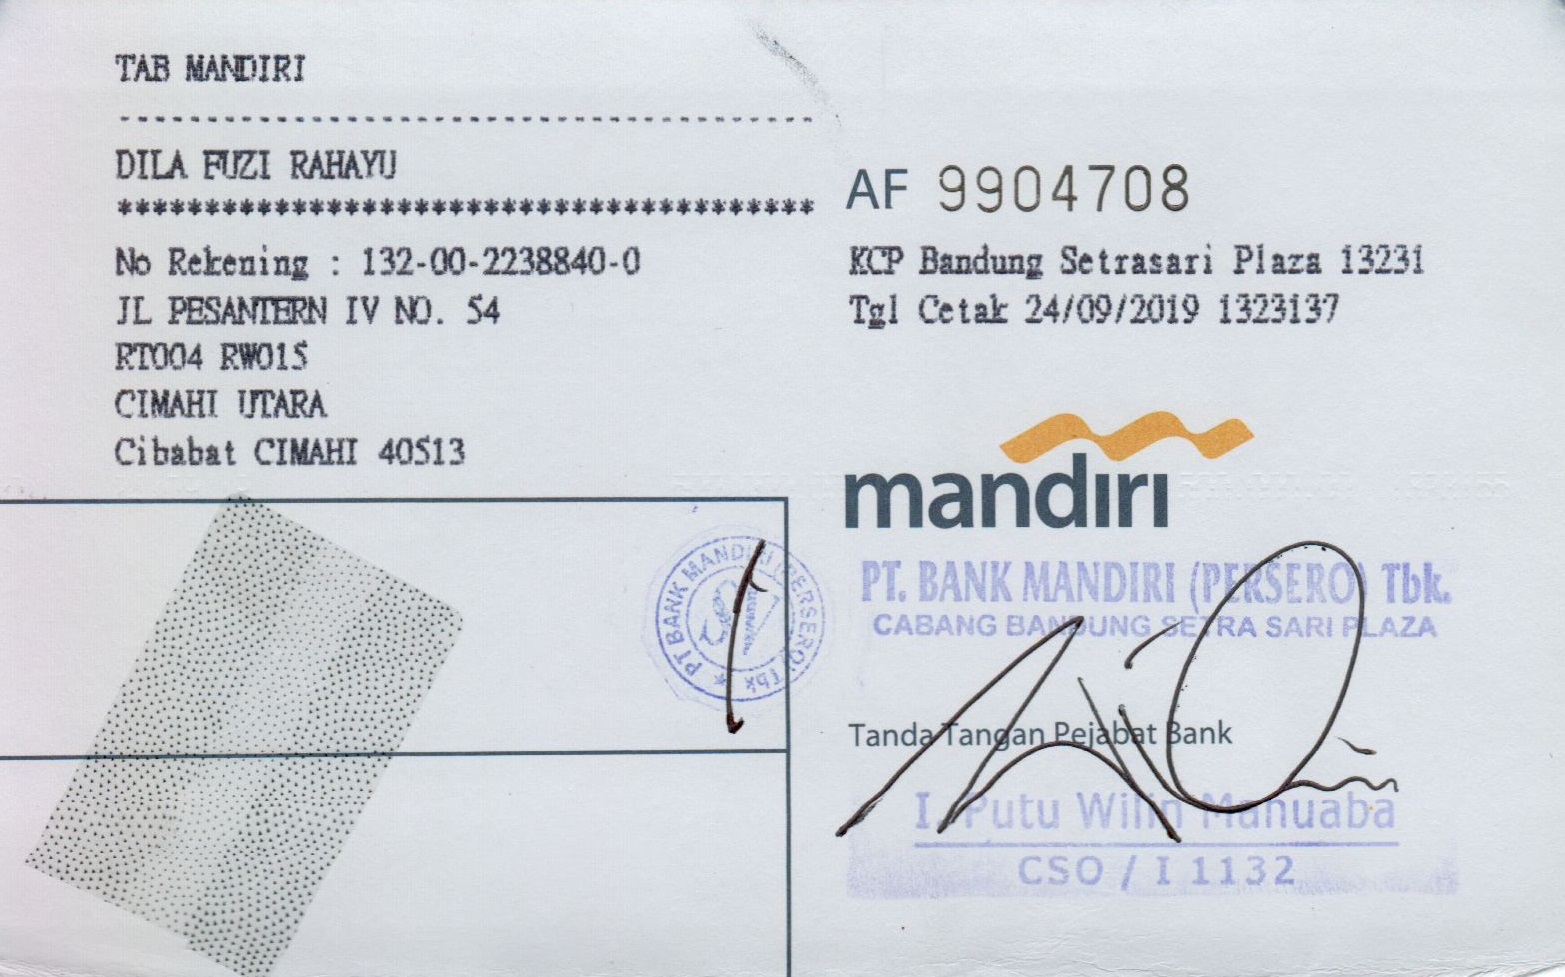 TAB MANDIRI
DILA FUZI RAHAYU
****************************************
No Rekening : 132-00-2238840-0
JL PESANTERN IV NO. 54
RT004 RW015
CIMAHI UTARA
Cibabat CIMAHI 40513
AF 9904708
KCP Bandung Setrasari Plaza 13231
Tgl Cetak 24/09/2019 1323137
mandırı
PT BANK MANDIRI (PERSERO) Tbk
PT. BANK MANDIRI (PERSERO) Tbk.
CABANG BANDUNG SETRA SARI PLAZA
Tanda Tangan Pejabat Bank
I. Putu Wilin Manuaba
CSO / I 1132